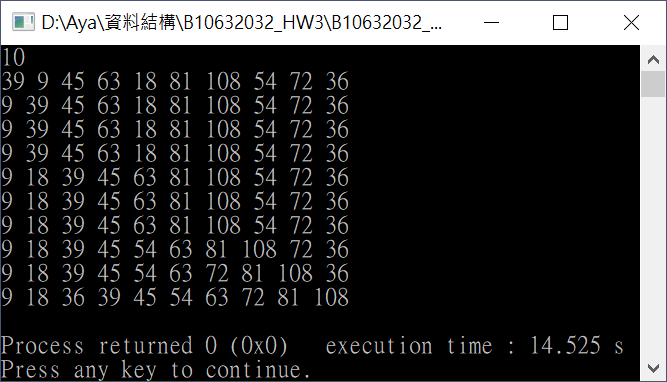 D:\Aya\資料結構\B10632032_HW3\B10632032_...
10
39 9 45 63 18 81 108 54 72 36
9 39 45 63 18 81 108 54 72 36
9 39 45 63 18 81 108 54 72 36
9 39 45 63 18 81 108 54 72 36
9 18 39 45 63 81 108 54 72 36
9 18 39 45 63 81 108 54 72 36
9 18 39 45 63 81 108 54 72 36
9 18 39 45 54 63 81 108 72 36
9 18 39 45 54 63 72 81 108 36
9 18 36 39 45 54 63 72 81 108
Process returned 0 (0x0)   execution time : 14.525 s
Press any key to continue.